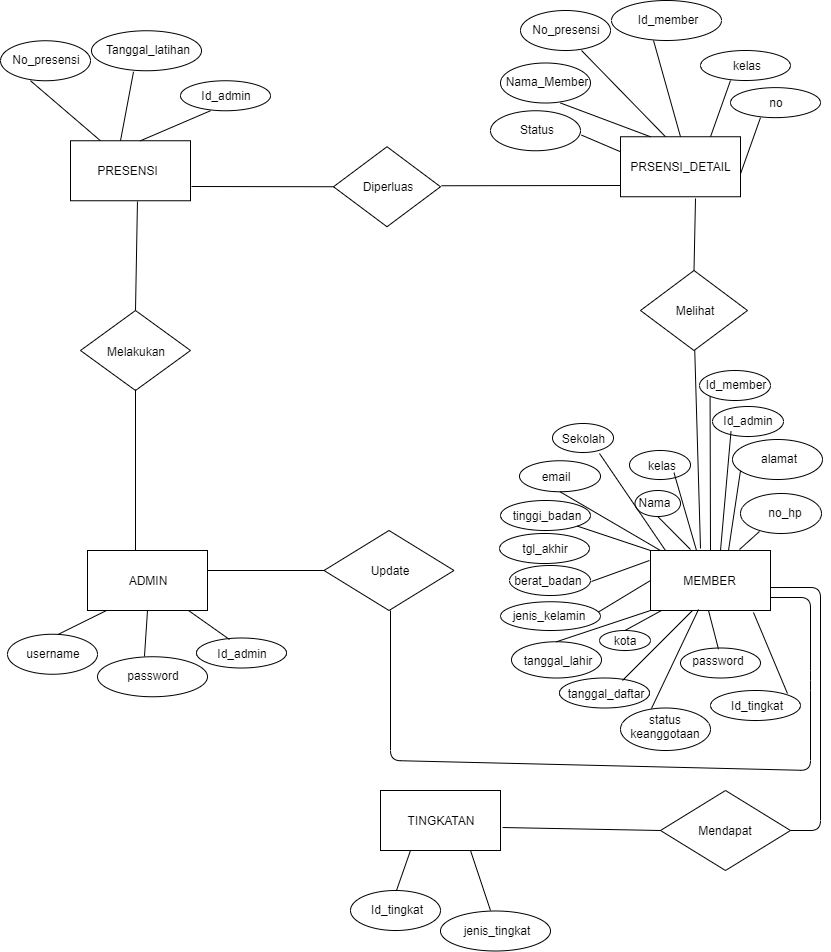 No_presensi
Tanggal_latihan
Id_admin
PRESENSI
Diperluas
No_presensi
Id_member
Nama_Member
kelas
no
Status
PRSENSI_DETAIL
Melakukan
Melihat
Id_member
Id_admin
Sekolah
alamat
kelas
email
Nama
tinggi_badan
no_hp
tgl_akhir
berat_badan
MEMBER
jenis_kelamin
kota
tanggal_lahir
password
tanggal_daftar
Id_tingkat
status
keanggotaan
ADMIN
Update
username
password
Id_admin
TINGKATAN
Mendapat
Id_tingkat
jenis_tingkat